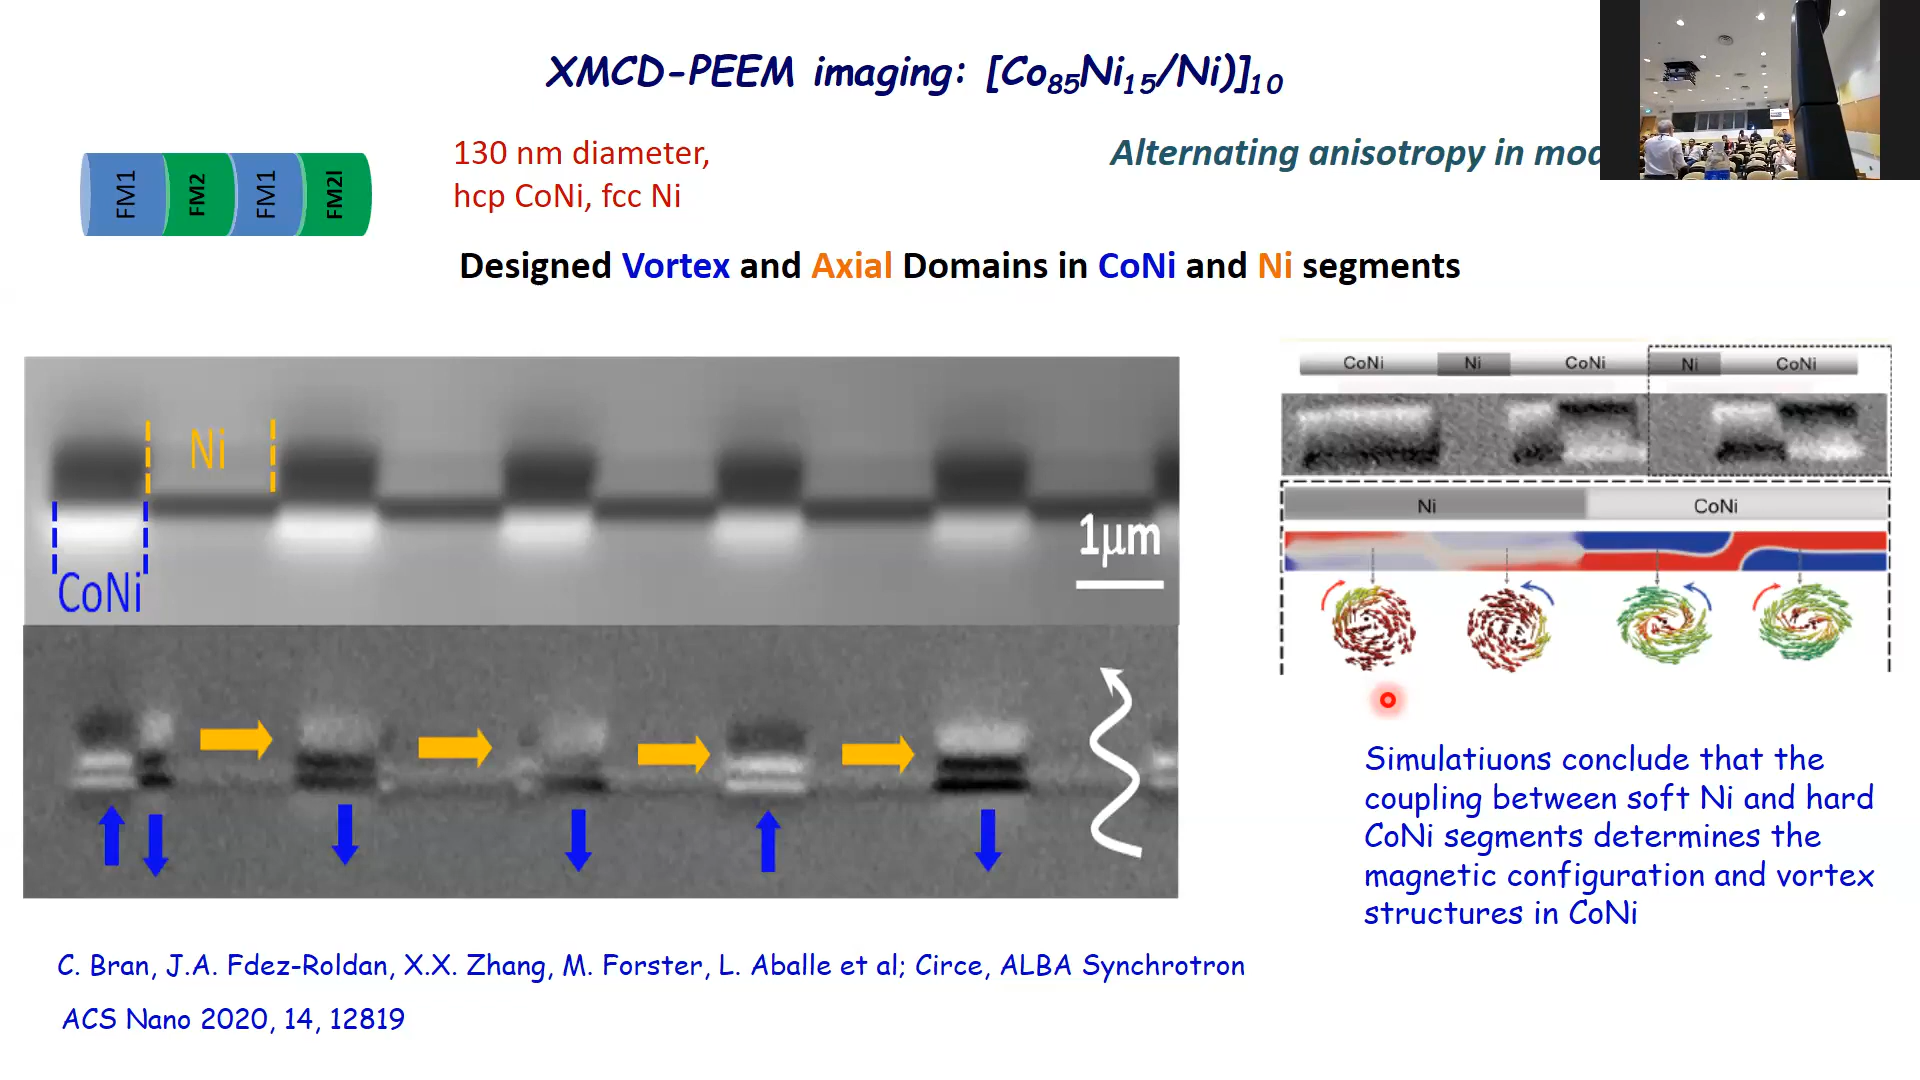 XMCD-PEEM imaging: [Co85Ni15/Ni)]10
130 nm diameter,
hcp CoNi, fcc Ni
Alternating anisotropy in
FM1 FM2 FM1 FM2l
Designed Vortex and Axial Domains in CoNi and Ni segments
Ni
CoNi
1µm
CoNi Ni CoNi Ni CoNi
Ni CoNi
Simulatiuons conclude that the
coupling between soft Ni and hard
CoNi segments determines the
magnetic configuration and vortex
structures in CoNi
C. Bran, J.A. Fdez-Roldan, X.X. Zhang, M. Forster, L. Aballe et al; Circe, ALBA Synchrotron
ACS Nano 2020, 14, 12819